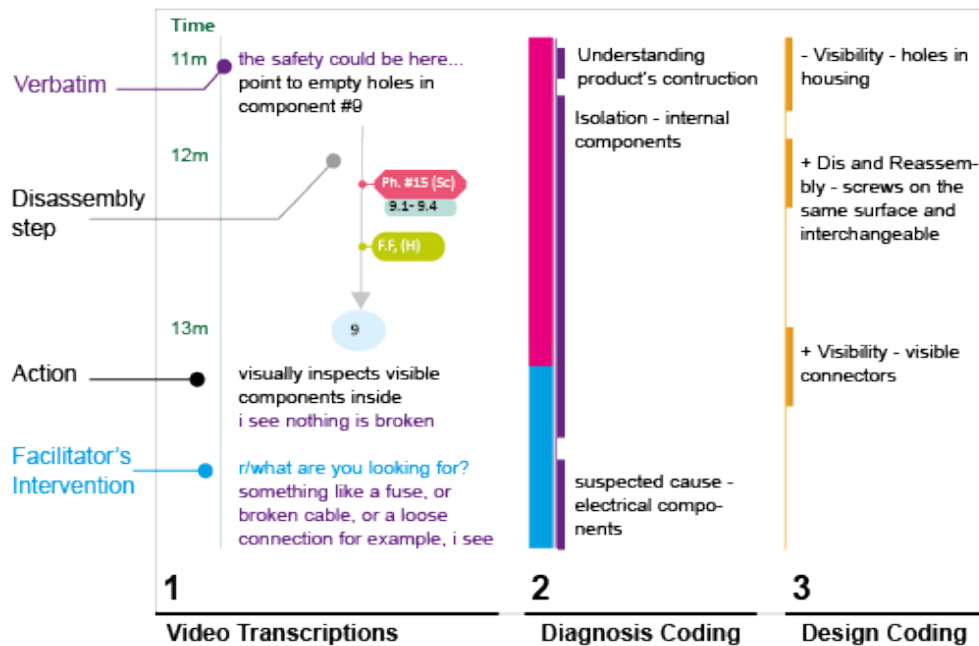 Time
11m
the safety could be here...
point to empty holes in
component #9
12m
Ph. #15 (Sc)
9.1- 9.4
F.F, (H)
13m
9
visually inspects visible
components inside
i see nothing is broken
r/what are you looking for?
something like a fuse, or
broken cable, or a loose
connection for example, i see
Verbatim
Disassembly
step
Action
Facilitator's
Intervention
1
Video Transcriptions
Understanding
product's contruction
Isolation - internal
components
suspected cause -
electrical compo-
nents
2
Diagnosis Coding
- Visibility - holes in
housing
+ Dis and Reassem-
bly - screws on the
same surface and
interchangeable
+ Visibility - visible
connectors
3
Design Coding